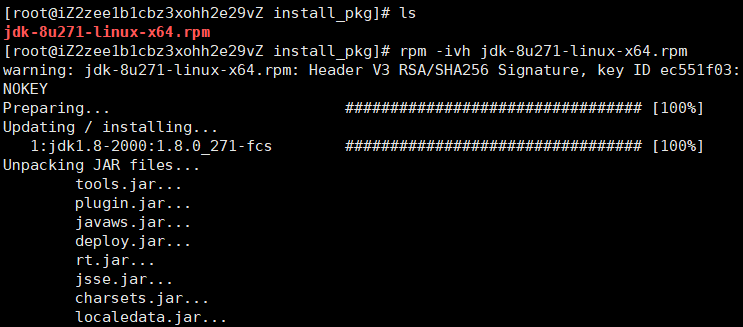 [root@iZ2zee1b1cbz3xohh2e29vZ install_pkg]# ls
jdk-8u271-linux-x64.rpm
[root@iZ2zee1b1cbz3xohh2e29vZ install_pkg]# rpm -ivh jdk-8u271-linux-x64.rpm
warning: jdk-8u271-linux-x64.rpm: Header V3 RSA/SHA256 Signature, key ID ec551f03:
NOKEY
Preparing... ################################# [100%]
Updating / installing...
1:jdk1.8-2000:1.8.0_271-fcs ################################# [100%]
Unpacking JAR files...
tools.jar...
plugin.jar...
javaws.jar...
deploy.jar...
rt.jar...
jsse.jar...
charsets.jar...
localedata.jar...